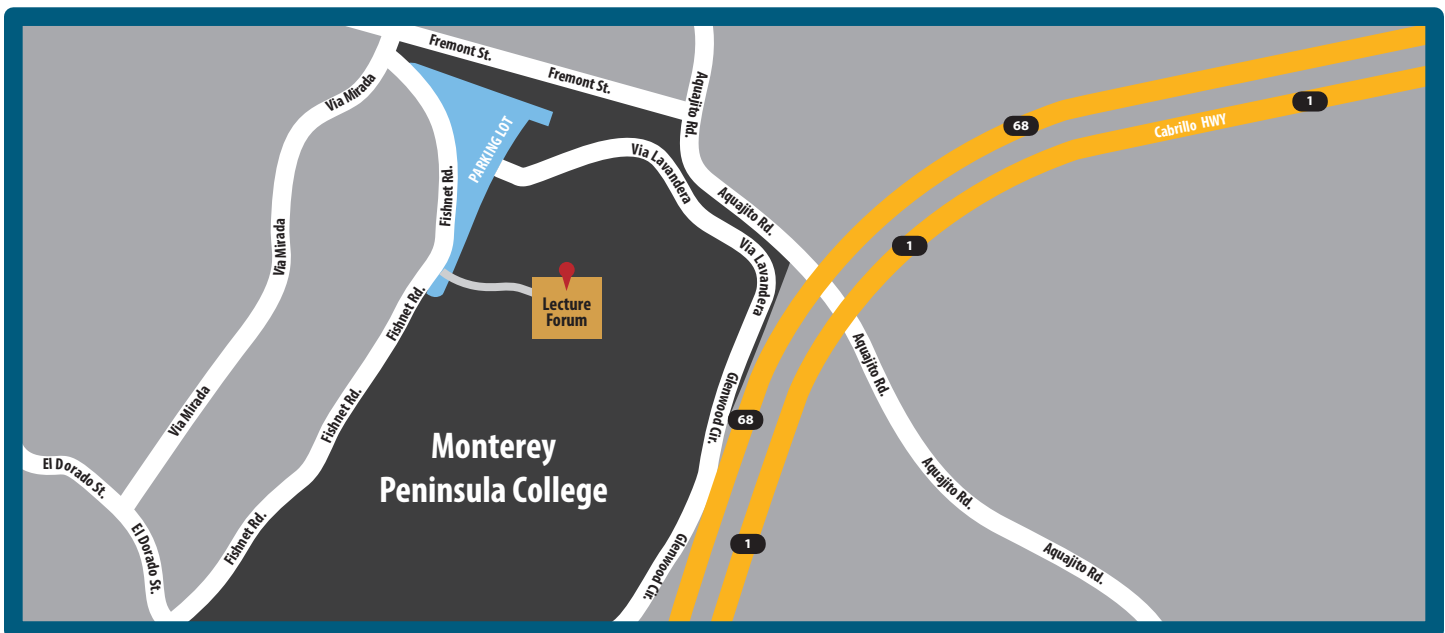 Fremont St.
Fremont St.
Via Mirada
Aquajito Rd.
68
1
Cabrillo HWY
PARKING LOT
Via Lavandera
Fishnet Rd.
Aquajito Rd.
Via Mirada
Via Lavandera
1
Lecture
Forum
Fishnet Rd.
Aquajito Rd.
Via Mirada
Fishnet Rd.
Glenwood Cir.
68
Monterey
Peninsula College
El Dorado St.
Aquajito Rd.
El Dorado St.
Fishnet Rd.
Glenwood Cir.
1
Aquajito Rd.